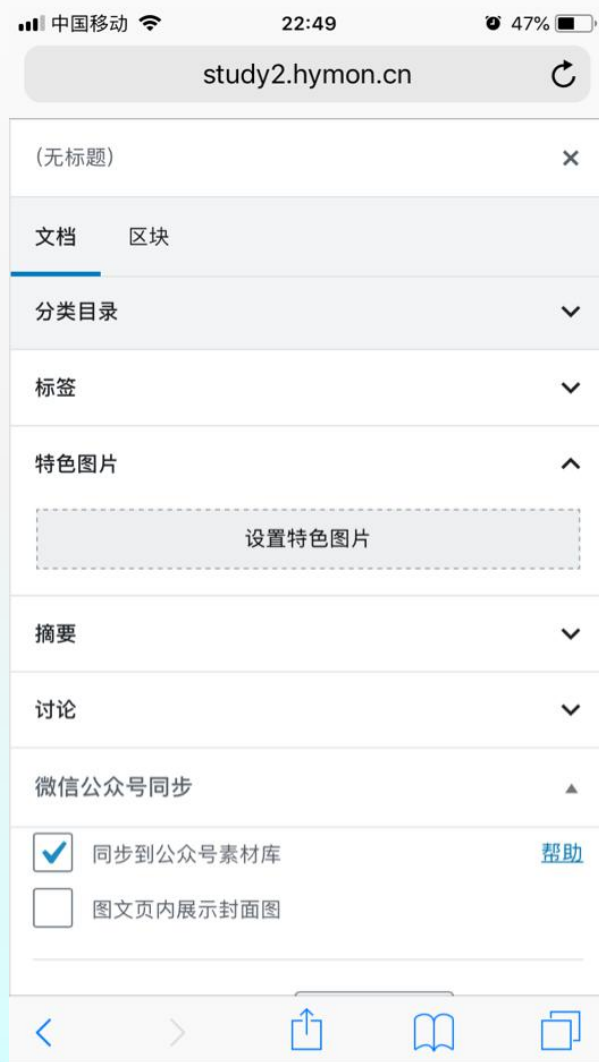 中国移动 22:49 47%
study2.hymon.cn
(无标题)
文档 区块
分类目录
标签
特色图片
设置特色图片
摘要
讨论
微信公众号同步
同步到公众号素材库 帮助
图文页内展示封面图